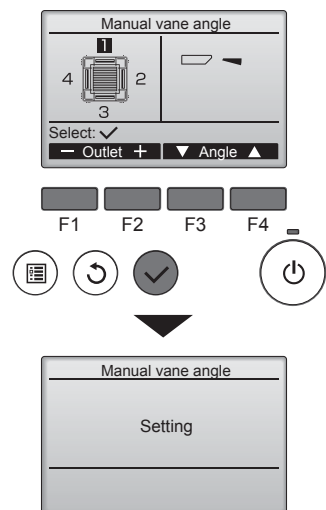 Manual vane angle
1
4 2
3
Select: ✓
− Outlet + ▼ Angle ▲
F1 F2 F3 F4
Manual vane angle
Setting